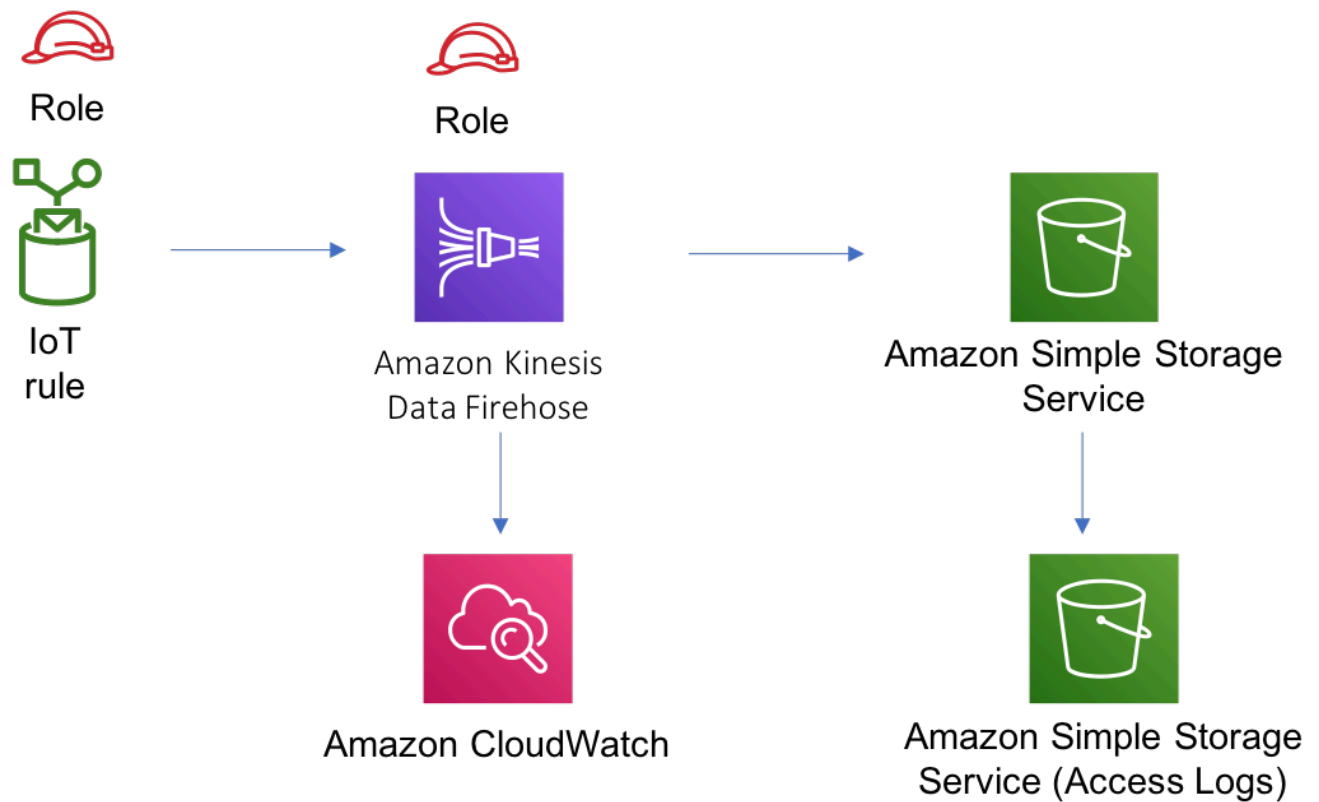 Role
Role
IoT
rule
Amazon Kinesis
Data Firehose
Amazon Simple Storage
Service
Amazon CloudWatch
Amazon Simple Storage
Service (Access Logs)